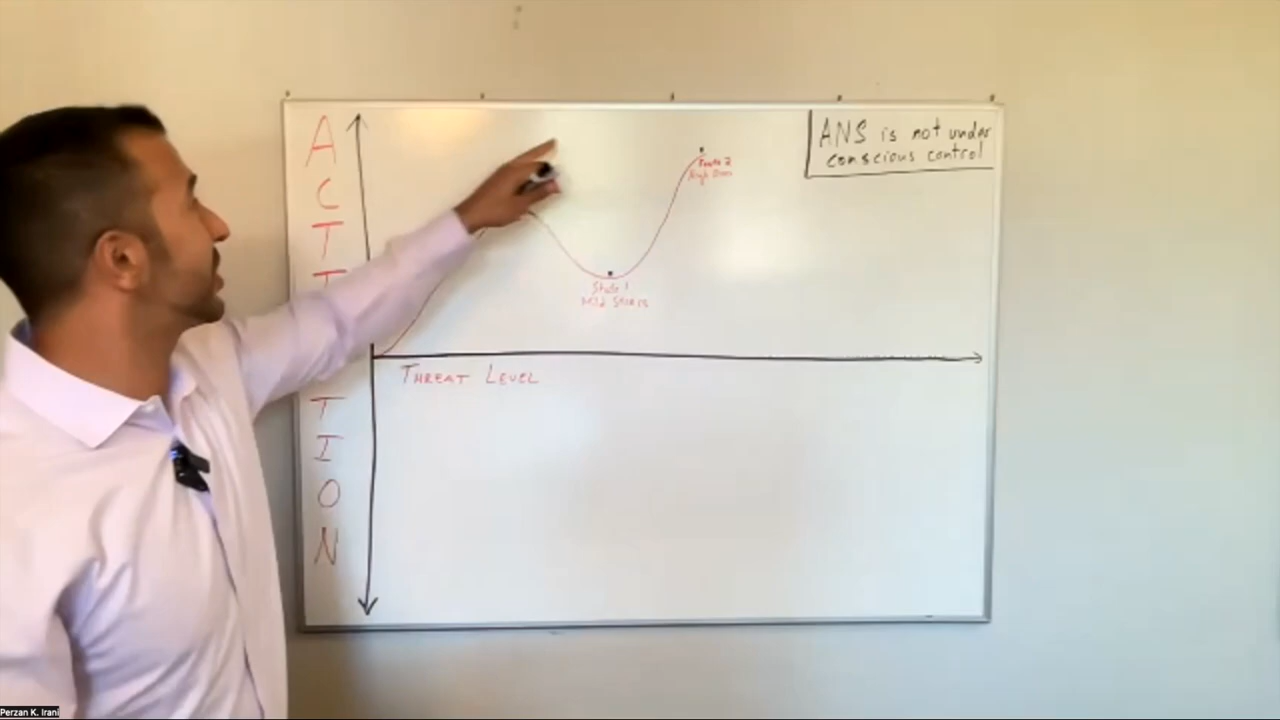 ACTI
TION
ANS is not under
conscious control
State 1
Mild Stress
State 2
High Stress
THREAT LEVEL
Perzan K. Irani